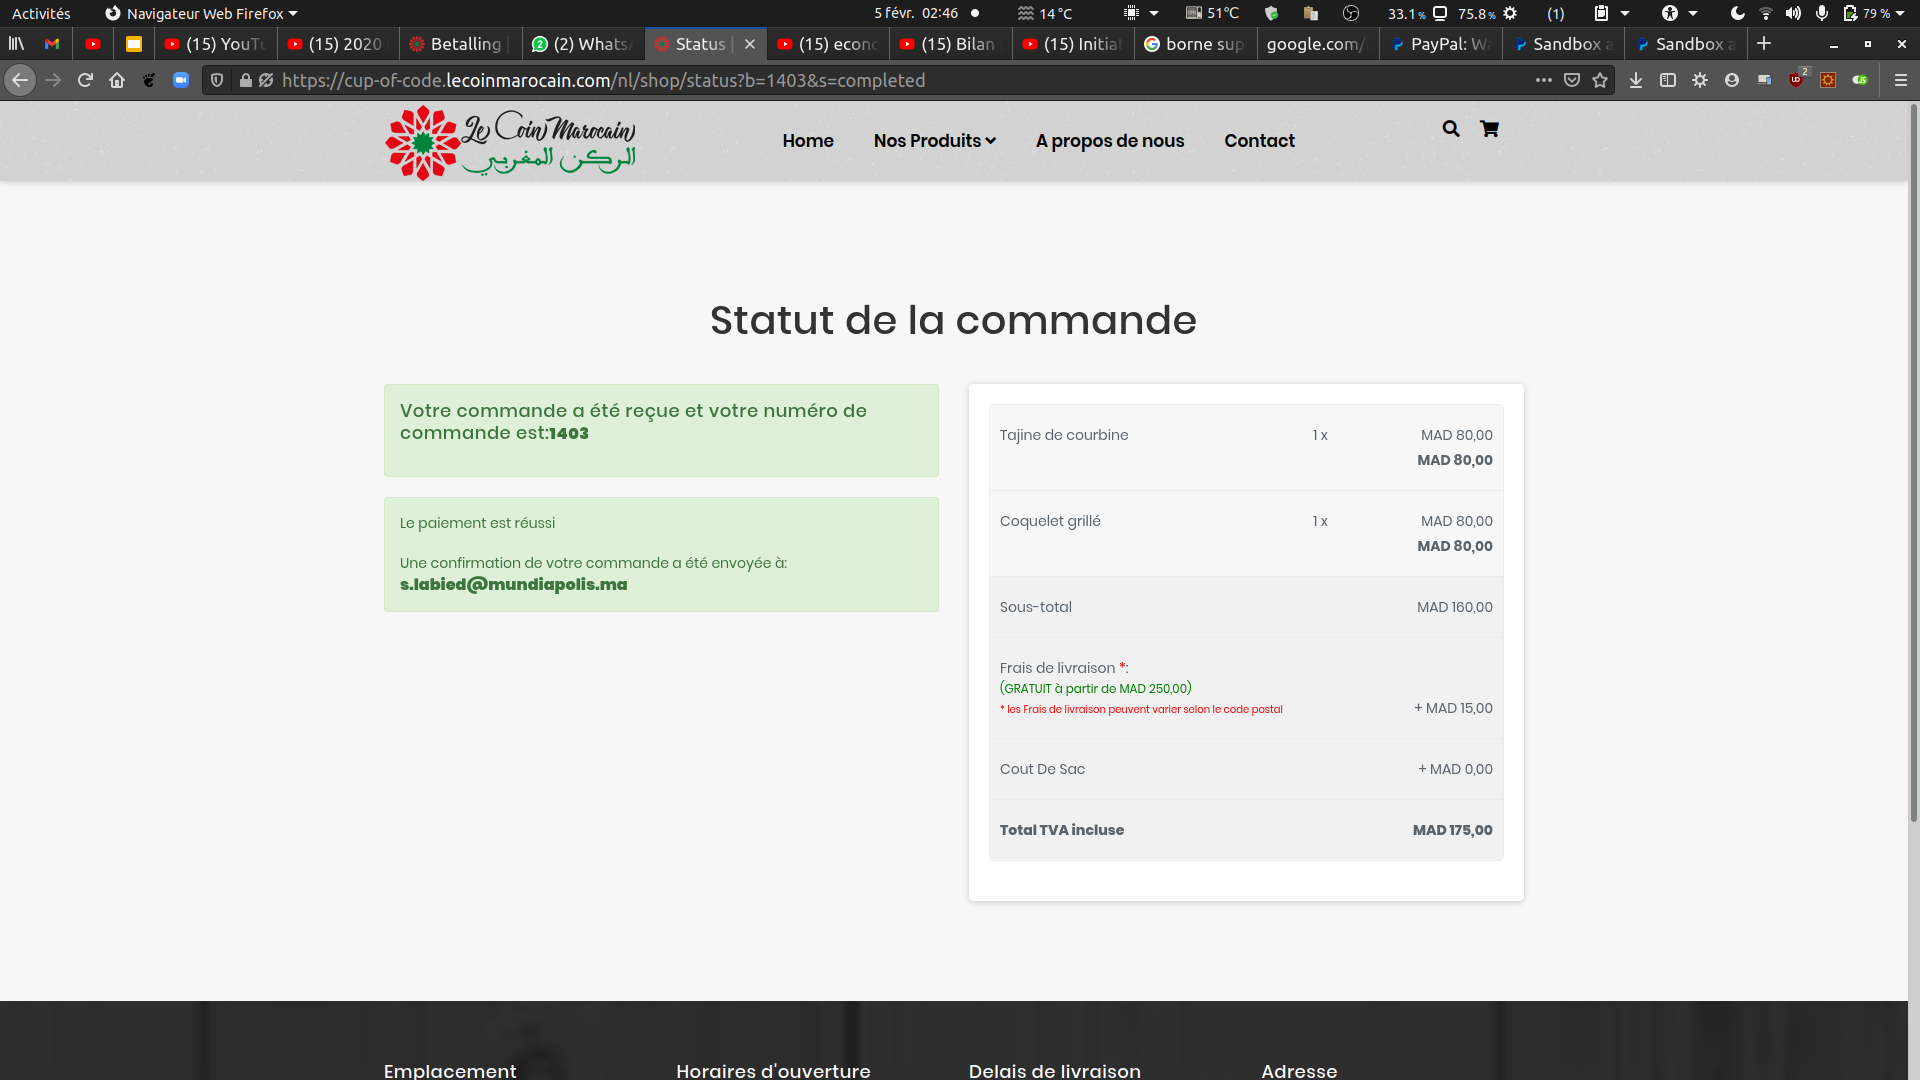 Activités
Navigateur Web Firefox
5 févr. 02:46
14 °C
51°C
33.1 %
75.8 %
(1)
79 %
(15) YouTu
(15) 2020
Betalling |
(2) Whats
Status |
(15) econ
(15) Bilan
(15) Initia
borne sup
google.com/
PayPal: W
Sandbox a
Sandbox a
https://cup-of-code.lecoinmarocain.com/nl/shop/status?b=1403&s=completed
2
Le Coin Marocain
الركن المغربي
Home
Nos Produits
A propos de nous
Contact
Statut de la commande
Votre commande a été reçue et votre numéro de
commande est:1403
Le paiement est réussi
Une confirmation de votre commande a été envoyée à:
s.labied@mundiapolis.ma
Tajine de courbine 1 x MAD 80,00
MAD 80,00
Coquelet grillé 1 x MAD 80,00
MAD 80,00
Sous-total MAD 160,00
Frais de livraison *:
(GRATUIT à partir de MAD 250,00)
* les Frais de livraison peuvent varier selon le code postal + MAD 15,00
Cout De Sac + MAD 0,00
Total TVA incluse MAD 175,00
Emplacement
Horaires d'ouverture
Delais de livraison
Adresse